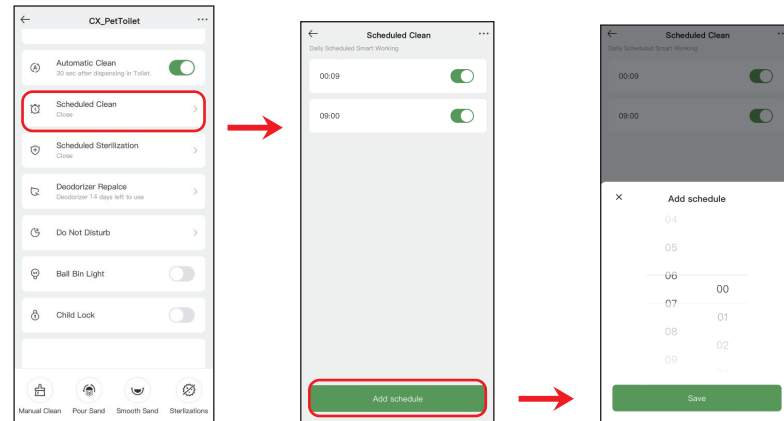 CX_PetToilet
Automatic Clean
30 sec after dispensing in Toilet.
Scheduled Clean
Close
Scheduled Sterilization
Close
Deodorizer Repalce
Deodorizer 14 days left to use
Do Not Disturb
Ball Bin Light
Child Lock
Manual Clean
Pour Sand
Smooth Sand
Sterlizations
Scheduled Clean
Daily Scheduled Smart Working
00:09
09:00
Add schedule
Scheduled Clean
Daily Scheduled Smart Working
00:09
09:00
Add schedule
04
05
06
00
07
01
08
02
09
Save